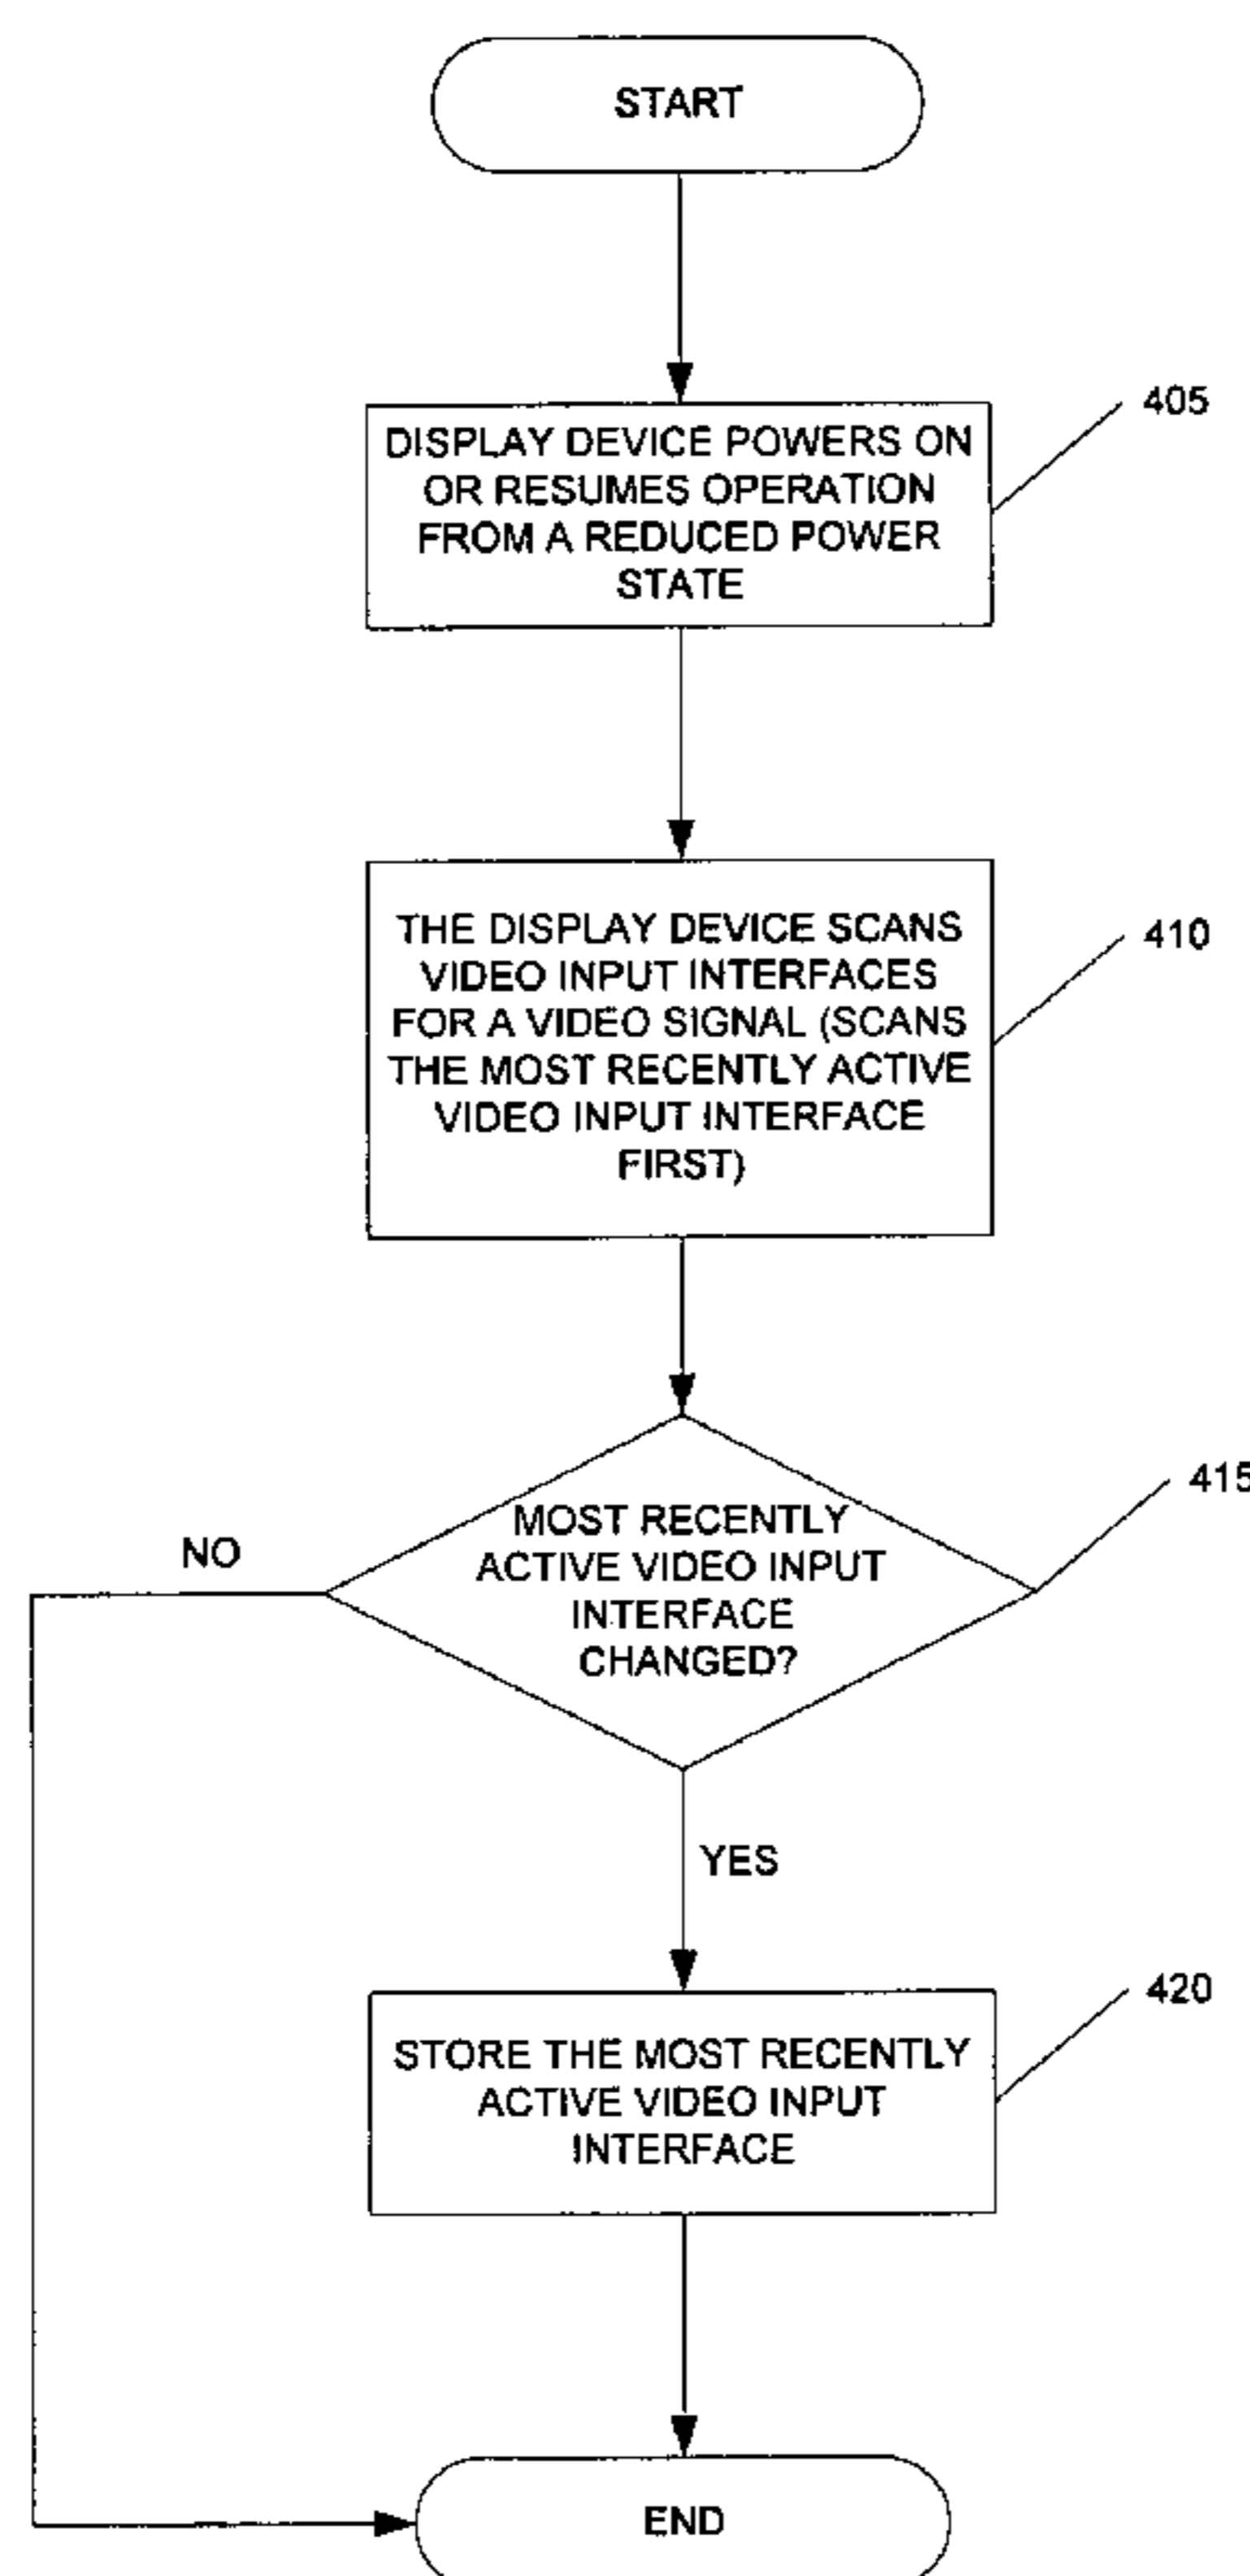 START
DISPLAY DEVICE POWERS ON
OR RESUMES OPERATION
FROM A REDUCED POWER
STATE
405
THE DISPLAY DEVICE SCANS
VIDEO INPUT INTERFACES
FOR A VIDEO SIGNAL (SCANS
THE MOST RECENTLY ACTIVE
VIDEO INPUT INTERFACE
FIRST)
410
MOST RECENTLY
ACTIVE VIDEO INPUT
INTERFACE
CHANGED?
415
NO
YES
STORE THE MOST RECENTLY
ACTIVE VIDEO INPUT
INTERFACE
420
END